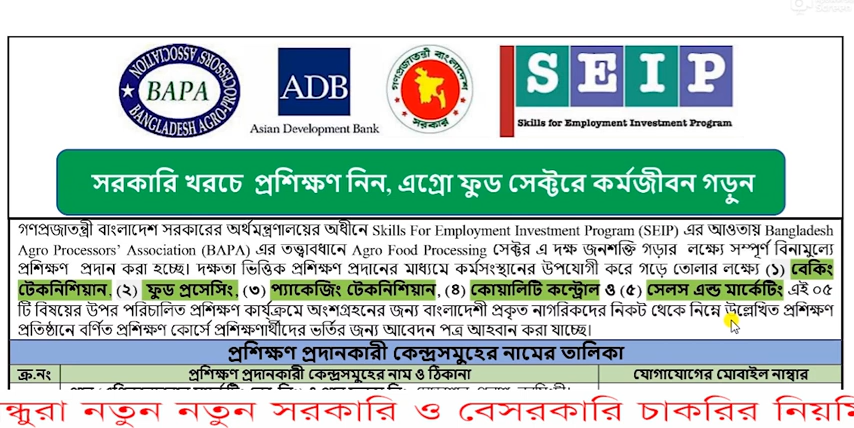 BAPA
BANGLADESH AGRO-PROCESSORS ASSOCIATION
ADB
Asian Development Bank
গণপ্রজাতন্ত্রী বাংলাদেশ
সরকার
SEIP
Skills for Employment Investment Program
সরকারি খরচে প্রশিক্ষণ নিন, এগ্রো ফুড সেক্টরে কর্মজীবন গড়ুন
গণপ্রজাতন্ত্রী বাংলাদেশ সরকারের অর্থমন্ত্রণালয়ের অধীনে Skills For Employment Investment Program (SEIP) এর আওতায় Bangladesh
Agro Processors' Association (BAPA) এর তত্ত্বাবধানে Agro Food Processing সেক্টর এ দক্ষ জনশক্তি গড়ার লক্ষ্যে সম্পূর্ণ বিনামূল্যে
প্রশিক্ষণ প্রদান করা হচ্ছে। দক্ষতা ভিত্তিক প্রশিক্ষণ প্রদানের মাধ্যমে কর্মসংস্থানের উপযোগী করে গড়ে তোলার লক্ষ্যে (১) বেকিং
টেকনিশিয়ান, (২) ফুড প্রসেসিং, (৩) প্যাকেজিং টেকনিশিয়ান, (৪) কোয়ালিটি কন্ট্রোল ও (৫) সেলস এন্ড মার্কেটিং এই ০৫
টি বিষয়ের উপর পরিচালিত প্রশিক্ষণ কার্যক্রমে অংশগ্রহনের জন্য বাংলাদেশী প্রকৃত নাগরিকদের নিকট থেকে নিম্নে উল্লেখিত প্রশিক্ষণ
প্রতিষ্ঠানে বর্ণিত প্রশিক্ষণ কোর্সে প্রশিক্ষণার্থীদের ভর্তির জন্য আবেদন পত্র আহবান করা যাচ্ছে।
প্রশিক্ষণ প্রদানকারী কেন্দ্রসমুহের নামের তালিকা
ক্র.নং প্রশিক্ষণ প্রদানকারী কেন্দ্রসমুহের নাম ও ঠিকানা যোগাযোগের মোবাইল নাম্বার
ন্ধুরা নতুন নতুন সরকারি ও বেসরকারি চাকরির নিয়মি